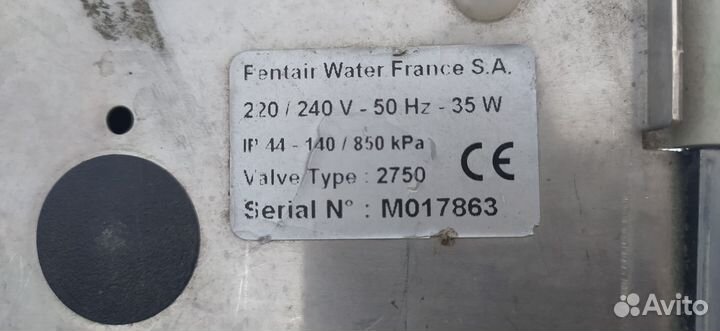 Pentair Water France S.A.
220 / 240 V - 50 Hz - 35 W
IP 44 - 140 / 850 kPa
Valve Type : 2750 CE
Serial N° : M017863
Avito